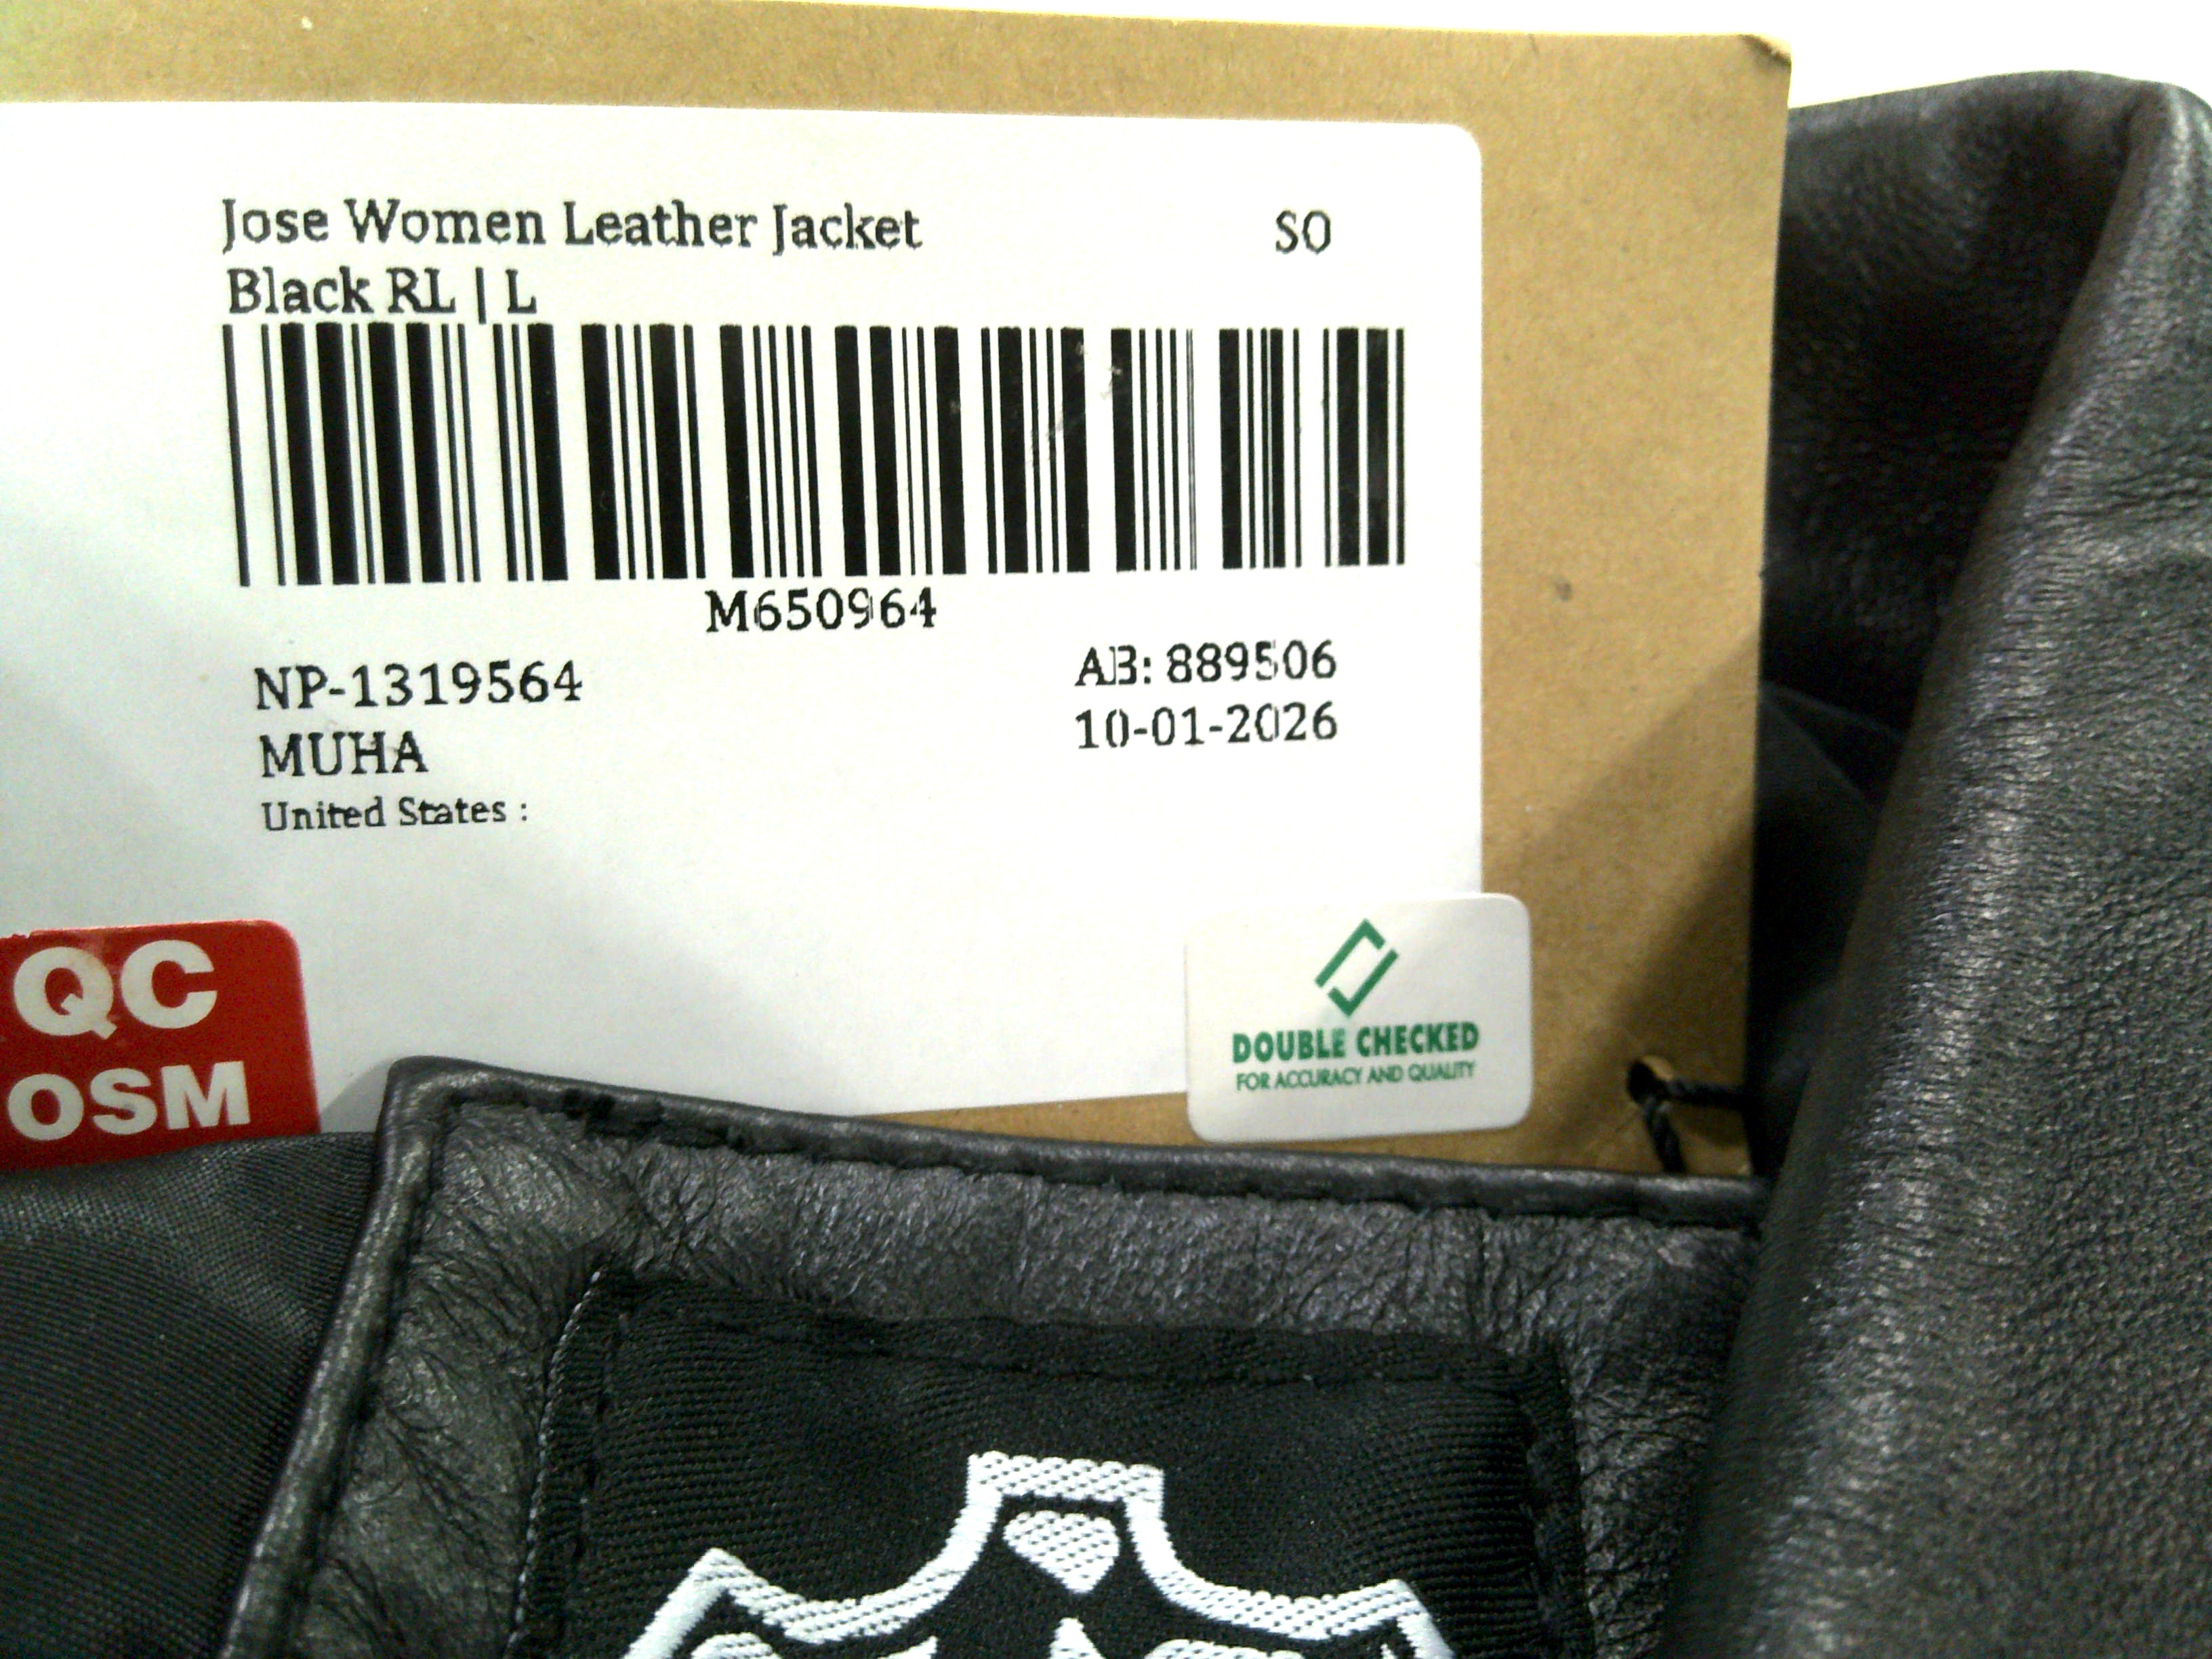 Jose Women Leather Jacket SO
Black RL | L
M650964
NP-1319564 AB: 889506
MUHA 10-01-2026
United States :
QC
OSM
DOUBLE CHECKED
FOR ACCURACY AND QUALITY